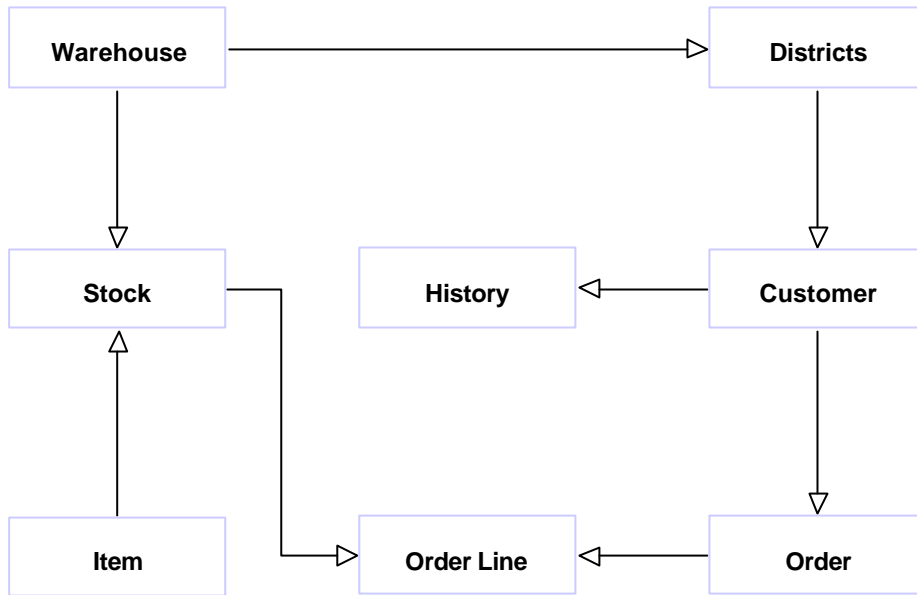 Warehouse
Districts
Stock
History
Customer
Item
Order Line
Order